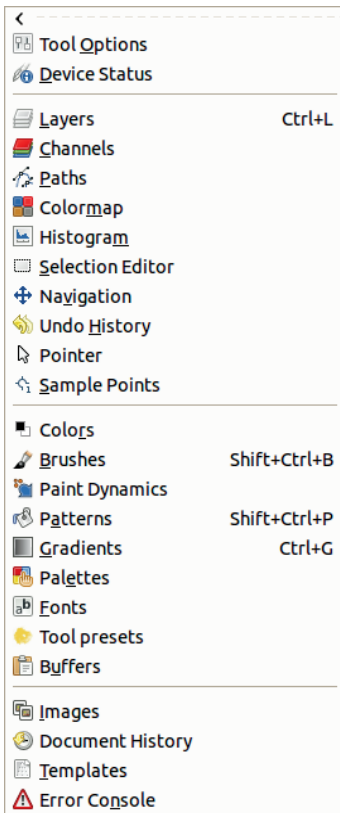 Tool Options
Device Status
Layers Ctrl+L
Channels
Paths
Colormap
Histogram
Selection Editor
Navigation
Undo History
Pointer
Sample Points
Colors
Brushes Shift+Ctrl+B
Paint Dynamics
Patterns Shift+Ctrl+P
Gradients Ctrl+G
Palettes
Fonts
Tool presets
Buffers
Images
Document History
Templates
Error Console